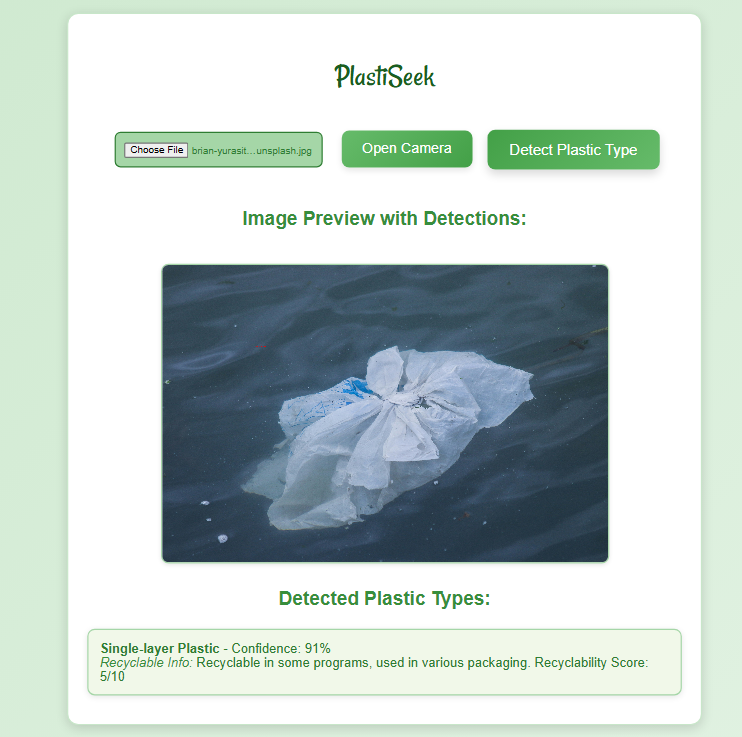 PlastiSeek
Choose File brian-yurasit...unsplash.jpg
Open Camera
Detect Plastic Type
Image Preview with Detections:
Detected Plastic Types:
Single-layer Plastic - Confidence: 91%
Recyclable Info: Recyclable in some programs, used in various packaging. Recyclability Score:
5/10